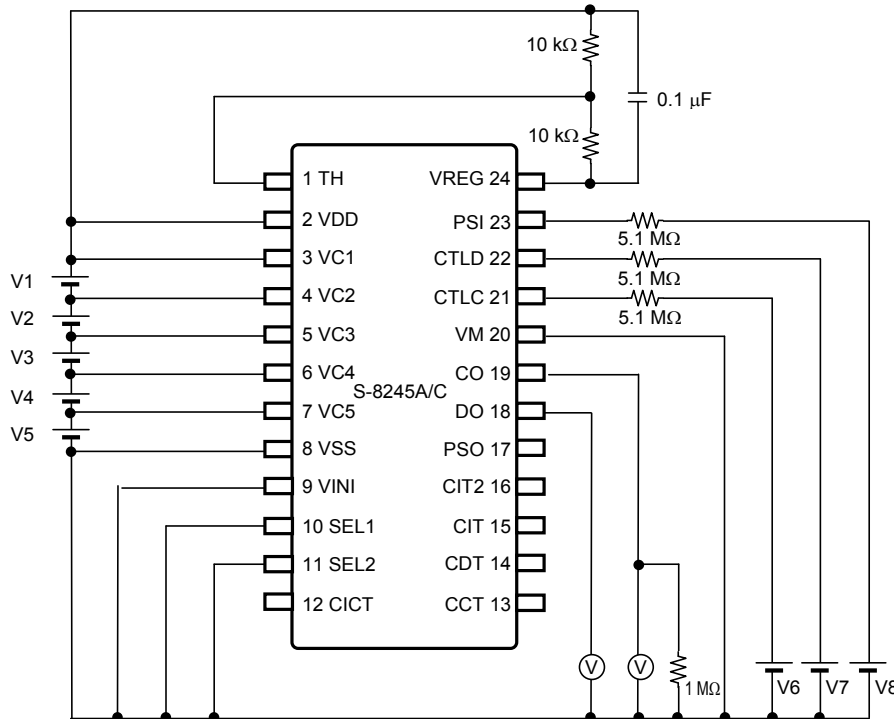 10 kΩ
0.1 μF
10 kΩ
1 TH
VREG 24
2 VDD
PSI 23
5.1 MΩ
3 VC1
CTLD 22
5.1 MΩ
V1
4 VC2
CTLC 21
5.1 MΩ
V2
5 VC3
VM 20
V3
6 VC4
CO 19
S-8245A/C
V4
7 VC5
DO 18
V5
8 VSS
PSO 17
9 VINI
CIT2 16
10 SEL1
CIT 15
11 SEL2
CDT 14
12 CICT
CCT 13
V
V
1 MΩ
V6
V7
V8